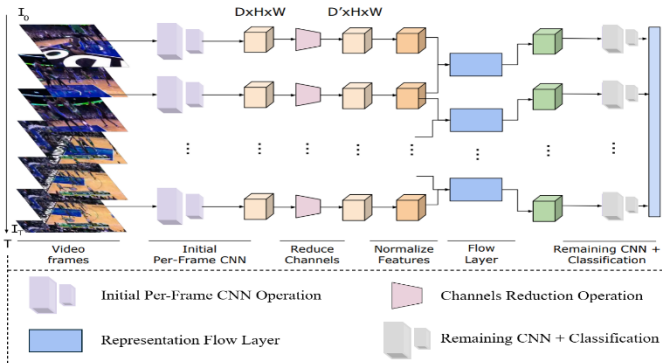 I0
DxHxW D'xHxW
IT
T
Video frames
Initial Per-Frame CNN
Reduce Channels
Normalize Features
Flow Layer
Remaining CNN + Classification
Initial Per-Frame CNN Operation
Channels Reduction Operation
Representation Flow Layer
Remaining CNN + Classification